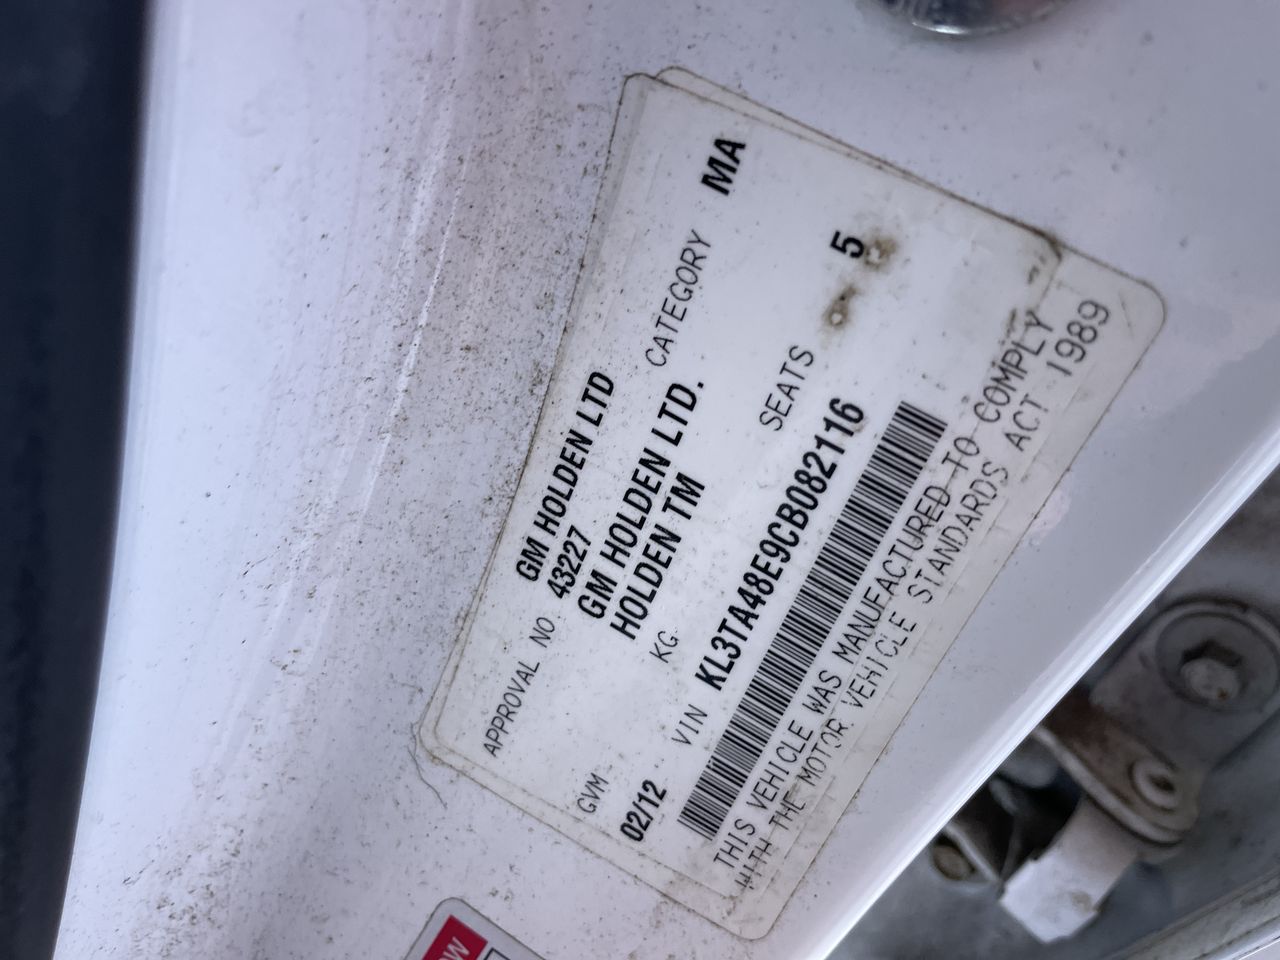 GM HOLDEN LTD
APPROVAL NO 43227 CATEGORY MA
GM HOLDEN LTD.
HOLDEN TM
GVM KG SEATS 5
02/12 VIN KL3TA48E9CB082116
THIS VEHICLE WAS MANUFACTURED TO COMPLY
WITH THE MOTOR VEHICLE STANDARDS ACT 1989